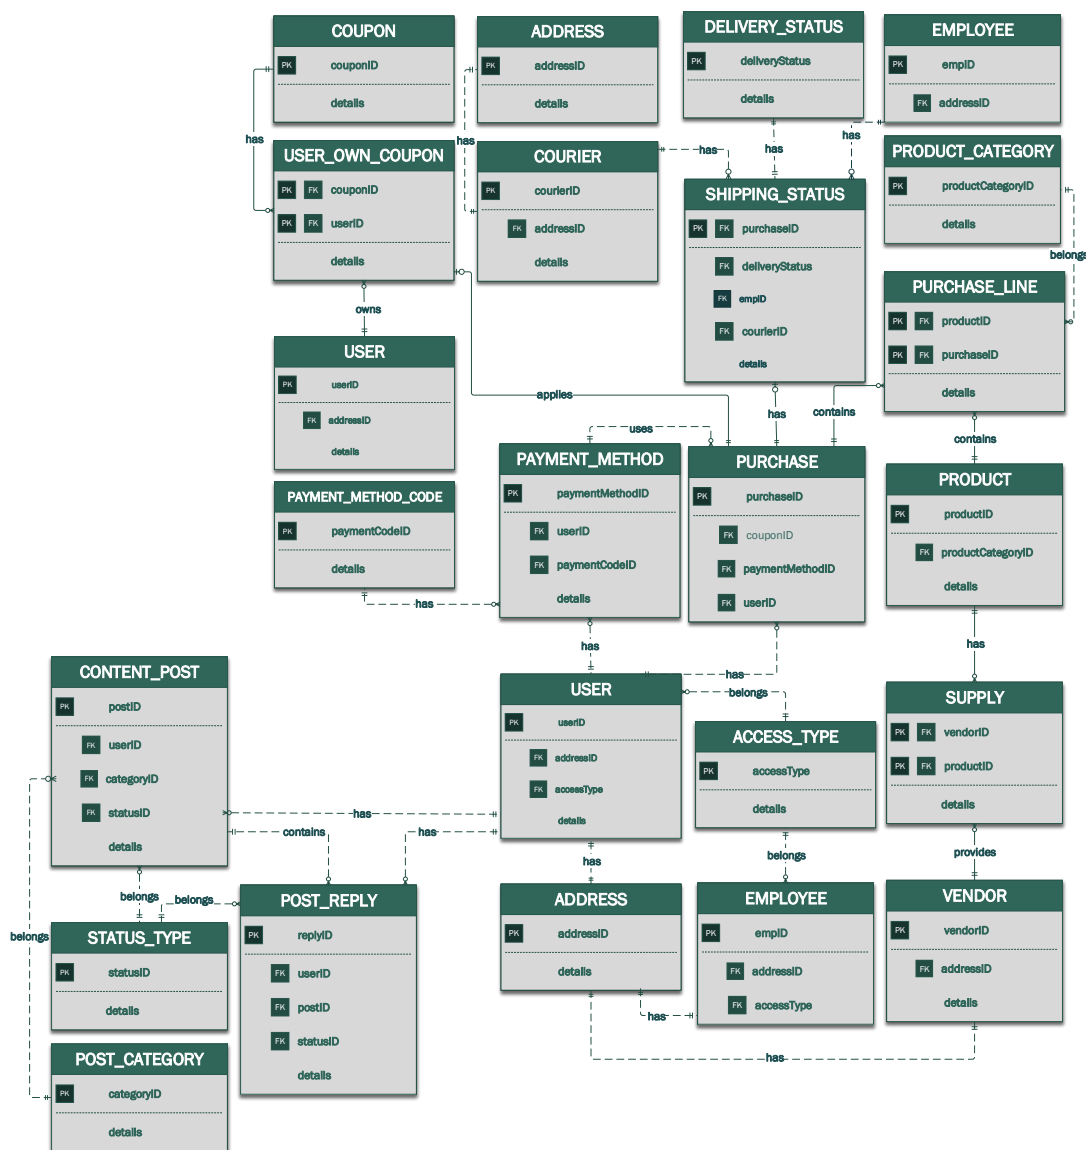 COUPON
PK couponID
details
ADDRESS
PK addressID
details
DELIVERY_STATUS
PK deliveryStatus
details
EMPLOYEE
PK empID
FK addressID
has
has
has
has
has
USER_OWN_COUPON
PK FK couponID
PK FK userID
details
COURIER
PK courierID
FK addressID
details
SHIPPING_STATUS
PK FK purchaseID
FK deliveryStatus
FK empID
FK courierID
details
PRODUCT_CATEGORY
PK productCategoryID
details
belongs
PURCHASE_LINE
PK FK productID
PK FK purchaseID
details
owns
USER
PK userID
FK addressID
details
applies
has
contains
contains
uses
PAYMENT_METHOD_CODE
PK paymentCodeID
details
has
PAYMENT_METHOD
PK paymentMethodID
FK userID
FK paymentCodeID
details
PURCHASE
PK purchaseID
FK couponID
FK paymentMethodID
FK userID
PRODUCT
PK productID
FK productCategoryID
details
has
has
has
CONTENT_POST
PK postID
FK userID
FK categoryID
FK statusID
details
USER
PK userID
FK addressID
FK accessType
details
belongs
ACCESS_TYPE
PK accessType
details
SUPPLY
PK FK vendorID
PK FK productID
details
has
contains
has
has
belongs
provides
belongs
belongs
belongs
STATUS_TYPE
PK statusID
details
POST_REPLY
PK replyID
FK userID
FK postID
FK statusID
details
ADDRESS
PK addressID
details
EMPLOYEE
PK empID
FK addressID
FK accessType
VENDOR
PK vendorID
FK addressID
details
has
has
POST_CATEGORY
PK categoryID
details